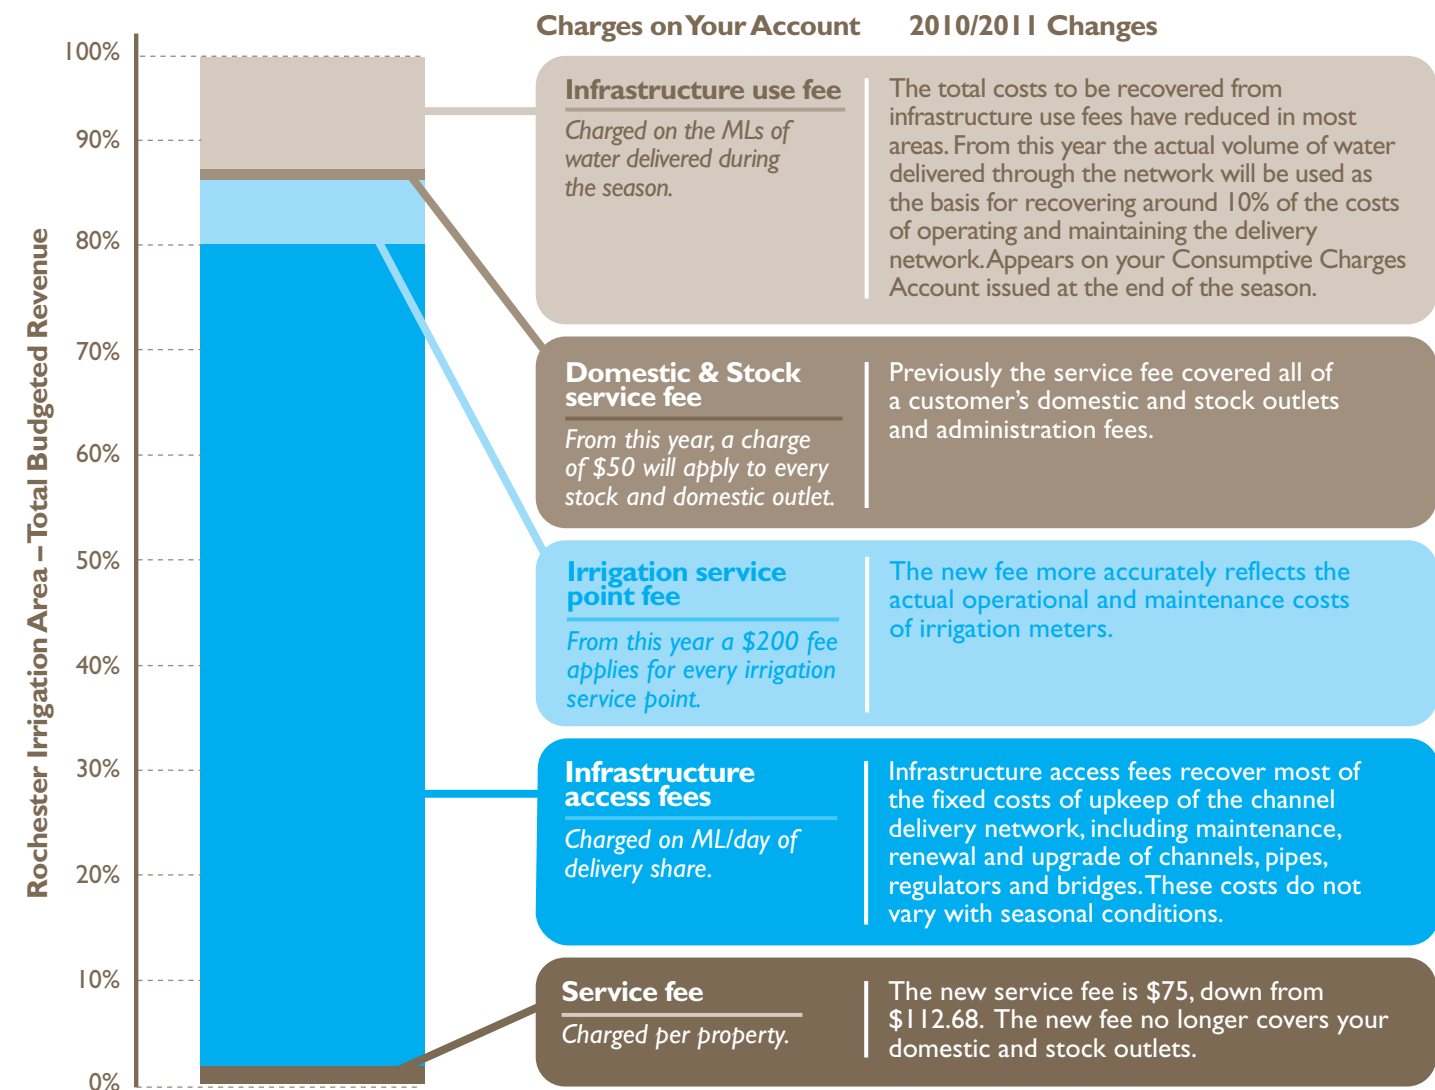 Charges on Your Account
2010/2011 Changes
Rochester Irrigation Area – Total Budgeted Revenue
100%
90%
80%
70%
60%
50%
40%
30%
20%
10%
0%
Infrastructure use fee
Charged on the MLs of
water delivered during
the season.
The total costs to be recovered from
infrastructure use fees have reduced in most
areas. From this year the actual volume of water
delivered through the network will be used as
the basis for recovering around 10% of the costs
of operating and maintaining the delivery
network. Appears on your Consumptive Charges
Account issued at the end of the season.
Domestic & Stock
service fee
From this year, a charge
of $50 will apply to every
stock and domestic outlet.
Previously the service fee covered all of
a customer's domestic and stock outlets
and administration fees.
Irrigation service
point fee
From this year a $200 fee
applies for every irrigation
service point.
The new fee more accurately reflects the
actual operational and maintenance costs
of irrigation meters.
Infrastructure
access fees
Charged on ML/day of
delivery share.
Infrastructure access fees recover most of
the fixed costs of upkeep of the channel
delivery network, including maintenance,
renewal and upgrade of channels, pipes,
regulators and bridges. These costs do not
vary with seasonal conditions.
Service fee
Charged per property.
The new service fee is $75, down from
$112.68. The new fee no longer covers your
domestic and stock outlets.